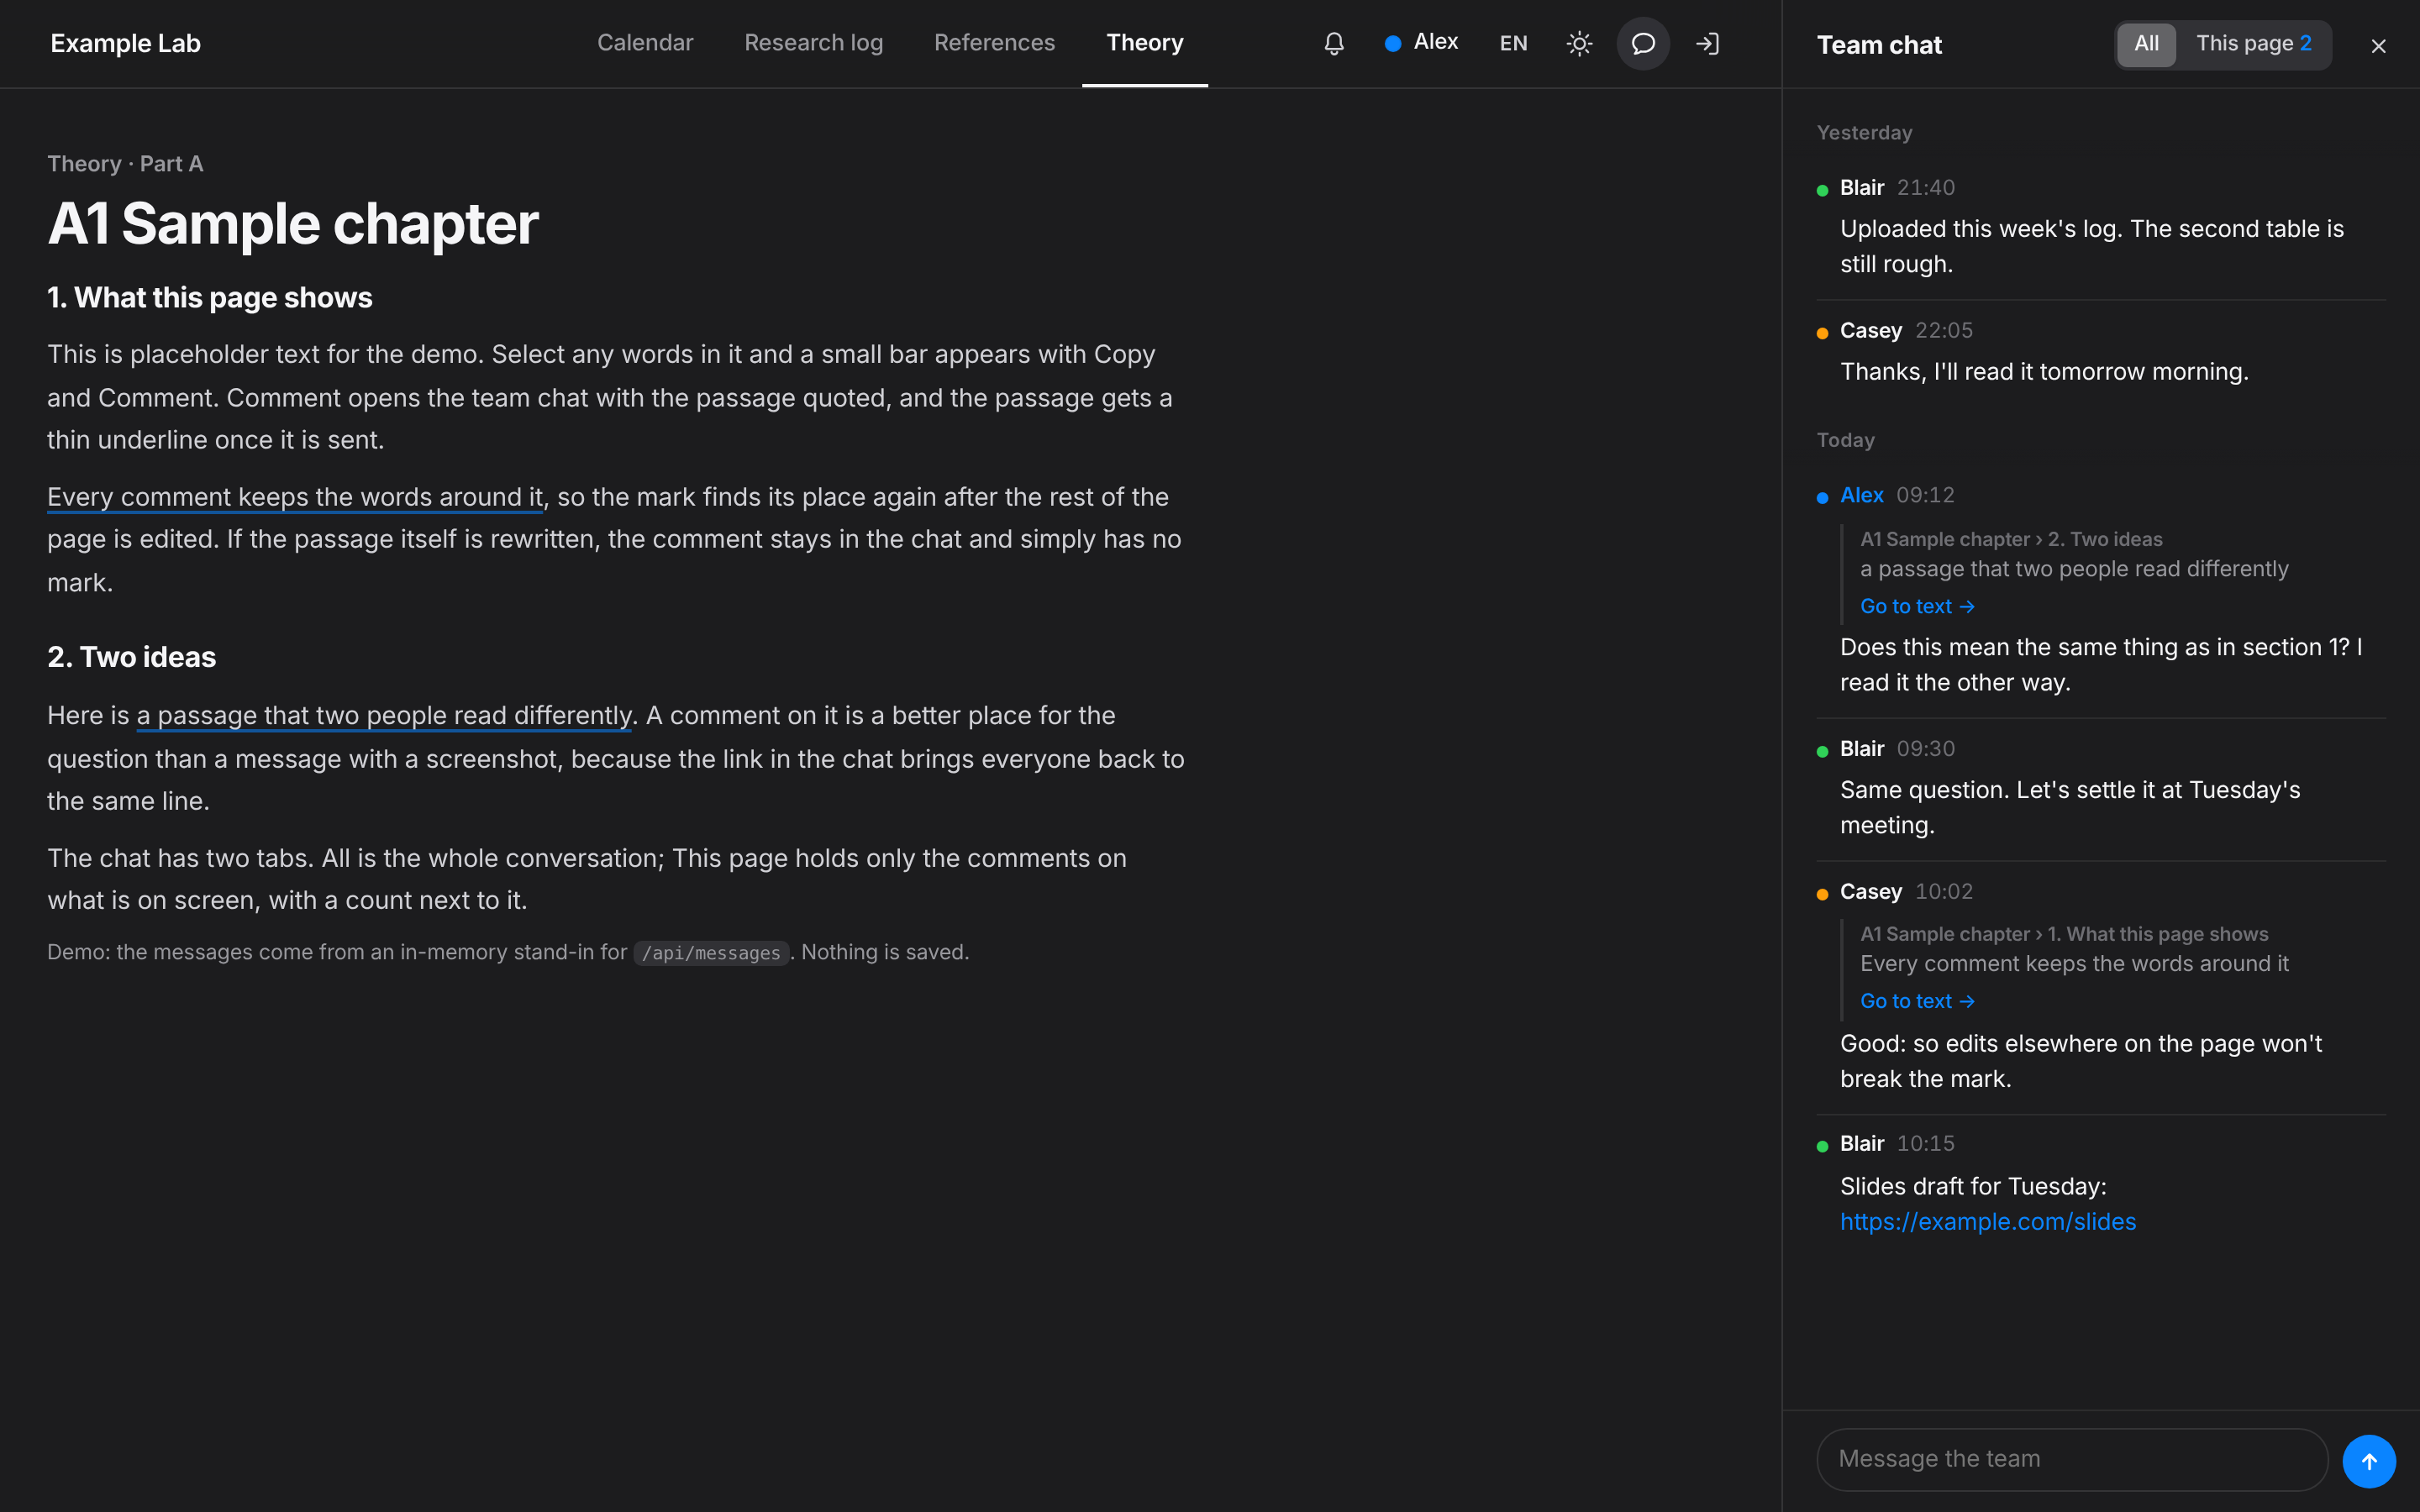 Example Lab
Calendar
Research log
References
Theory
Alex
EN
Theory · Part A
A1 Sample chapter
1. What this page shows
This is placeholder text for the demo. Select any words in it and a small bar appears with Copy
and Comment. Comment opens the team chat with the passage quoted, and the passage gets a
thin underline once it is sent.
Every comment keeps the words around it, so the mark finds its place again after the rest of the
page is edited. If the passage itself is rewritten, the comment stays in the chat and simply has no
mark.
2. Two ideas
Here is a passage that two people read differently. A comment on it is a better place for the
question than a message with a screenshot, because the link in the chat brings everyone back to
the same line.
The chat has two tabs. All is the whole conversation; This page holds only the comments on
what is on screen, with a count next to it.
Demo: the messages come from an in-memory stand-in for /api/messages. Nothing is saved.
Team chat
All
This page 2
Yesterday
Blair 21:40
Uploaded this week's log. The second table is
still rough.
Casey 22:05
Thanks, I'll read it tomorrow morning.
Today
Alex 09:12
A1 Sample chapter › 2. Two ideas
a passage that two people read differently
Go to text →
Does this mean the same thing as in section 1? I
read it the other way.
Blair 09:30
Same question. Let's settle it at Tuesday's
meeting.
Casey 10:02
A1 Sample chapter › 1. What this page shows
Every comment keeps the words around it
Go to text →
Good: so edits elsewhere on the page won't
break the mark.
Blair 10:15
Slides draft for Tuesday:
https://example.com/slides
Message the team